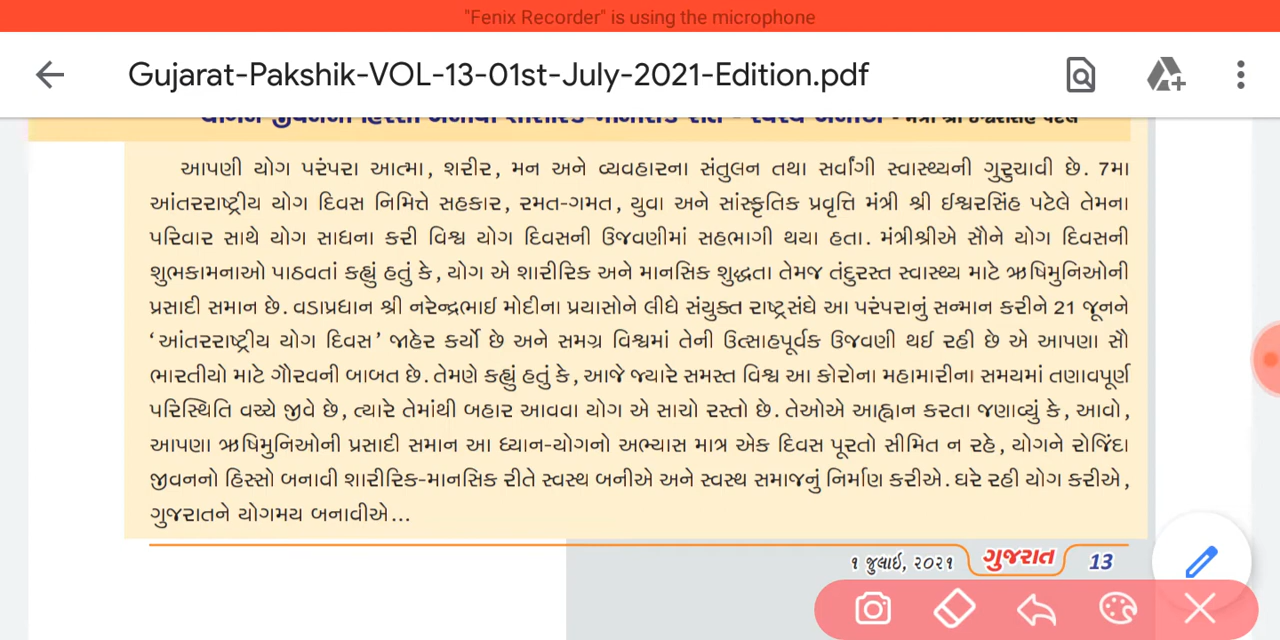 "Fenix Recorder" is using the microphone
Gujarat-Pakshik-VOL-13-01st-July-2021-Edition.pdf
- મંત્રી શ્રી ઈશ્વરસિંહ પટેલ
આપણી યોગ પરંપરા આત્મા, શરીર, મન અને વ્યવહારના સંતુલન તથા સર્વાંગી સ્વાસ્થ્યની ગુરુચાવી છે. 7મા
આંતરરાષ્ટ્રીય યોગ દિવસ નિમિત્તે સહકાર, રમત-ગમત, યુવા અને સાંસ્કૃતિક પ્રવૃત્તિ મંત્રી શ્રી ઈશ્વરસિંહ પટેલે તેમના
પરિવાર સાથે યોગ સાધના કરી વિશ્વ યોગ દિવસની ઉજવણીમાં સહભાગી થયા હતા. મંત્રીશ્રીએ સૌને યોગ દિવસની
શુભકામનાઓ પાઠવતાં કહ્યું હતું કે, યોગ એ શારીરિક અને માનસિક શુદ્ધતા તેમજ તંદુરસ્ત સ્વાસ્થ્ય માટે ઋષિમુનિઓની
પ્રસાદી સમાન છે. વડાપ્રધાન શ્રી નરેન્દ્રભાઈ મોદીના પ્રયાસોને લીધે સંયુક્ત રાષ્ટ્રસંઘે આ પરંપરાનું સન્માન કરીને 21 જૂનને
‘આંતરરાષ્ટ્રીય યોગ દિવસ’ જાહેર કર્યો છે અને સમગ્ર વિશ્વમાં તેની ઉત્સાહપૂર્વક ઉજવણી થઈ રહી છે એ આપણા સૌ
ભારતીયો માટે ગૌરવની બાબત છે. તેમણે કહ્યું હતું કે, આજે જ્યારે સમસ્ત વિશ્વ આ કોરોના મહામારીના સમયમાં તણાવપૂર્ણ
પરિસ્થિતિ વચ્ચે જીવે છે, ત્યારે તેમાંથી બહાર આવવા યોગ એ સાચો રસ્તો છે. તેઓએ આહ્વાન કરતા જણાવ્યું કે, આવો,
આપણા ઋષિમુનિઓની પ્રસાદી સમાન આ ધ્યાન-યોગનો અભ્યાસ માત્ર એક દિવસ પૂરતો સીમિત ન રહે, યોગને રોજિંદા
જીવનનો હિસ્સો બનાવી શારીરિક-માનસિક રીતે સ્વસ્થ બનીએ અને સ્વસ્થ સમાજનું નિર્માણ કરીએ. ઘરે રહી યોગ કરીએ,
ગુજરાતને યોગમય બનાવીએ...
૧ જુલાઈ, ૨૦૨૧ ગુજરાત 13